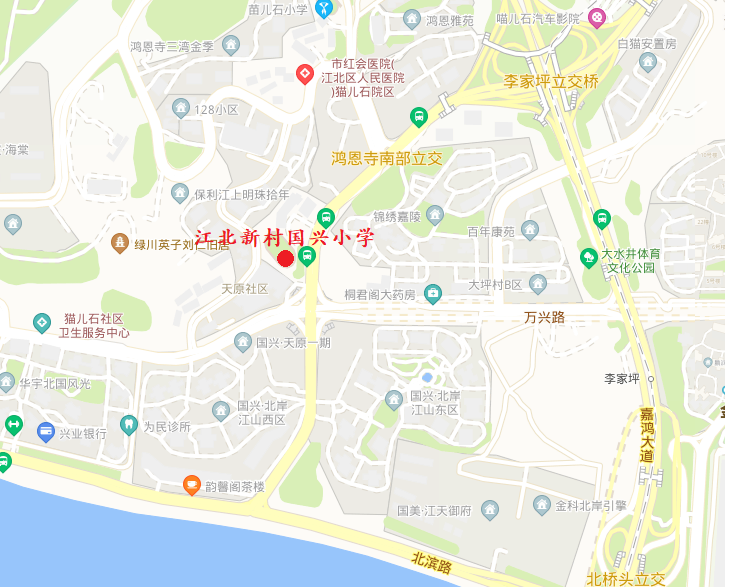 苗儿石小学
鸿恩雅苑
喵儿石汽车影院
鸿恩寺三湾金季
白猫安置房
市红会医院(
江北区人民医院
)猫儿石院区
李家坪立交桥
128小区
海棠
鸿恩寺南部立交
保利江上明珠拾年
锦绣嘉陵
百年康苑
江北新村国兴小学
绿川英子刘仁旧居
大水井体育
文化公园
天原社区
桐君阁大药房
大坪村B区
猫儿石社区
卫生服务中心
万兴路
国兴·天原一期
李家坪
华宇北国风光
国兴·北岸
江山西区
国兴·北岸
江山东区
嘉鸿大道
兴业银行
为民诊所
韵馨阁茶楼
国美·江天御府
金科北岸引擎
北滨路
北桥头立交